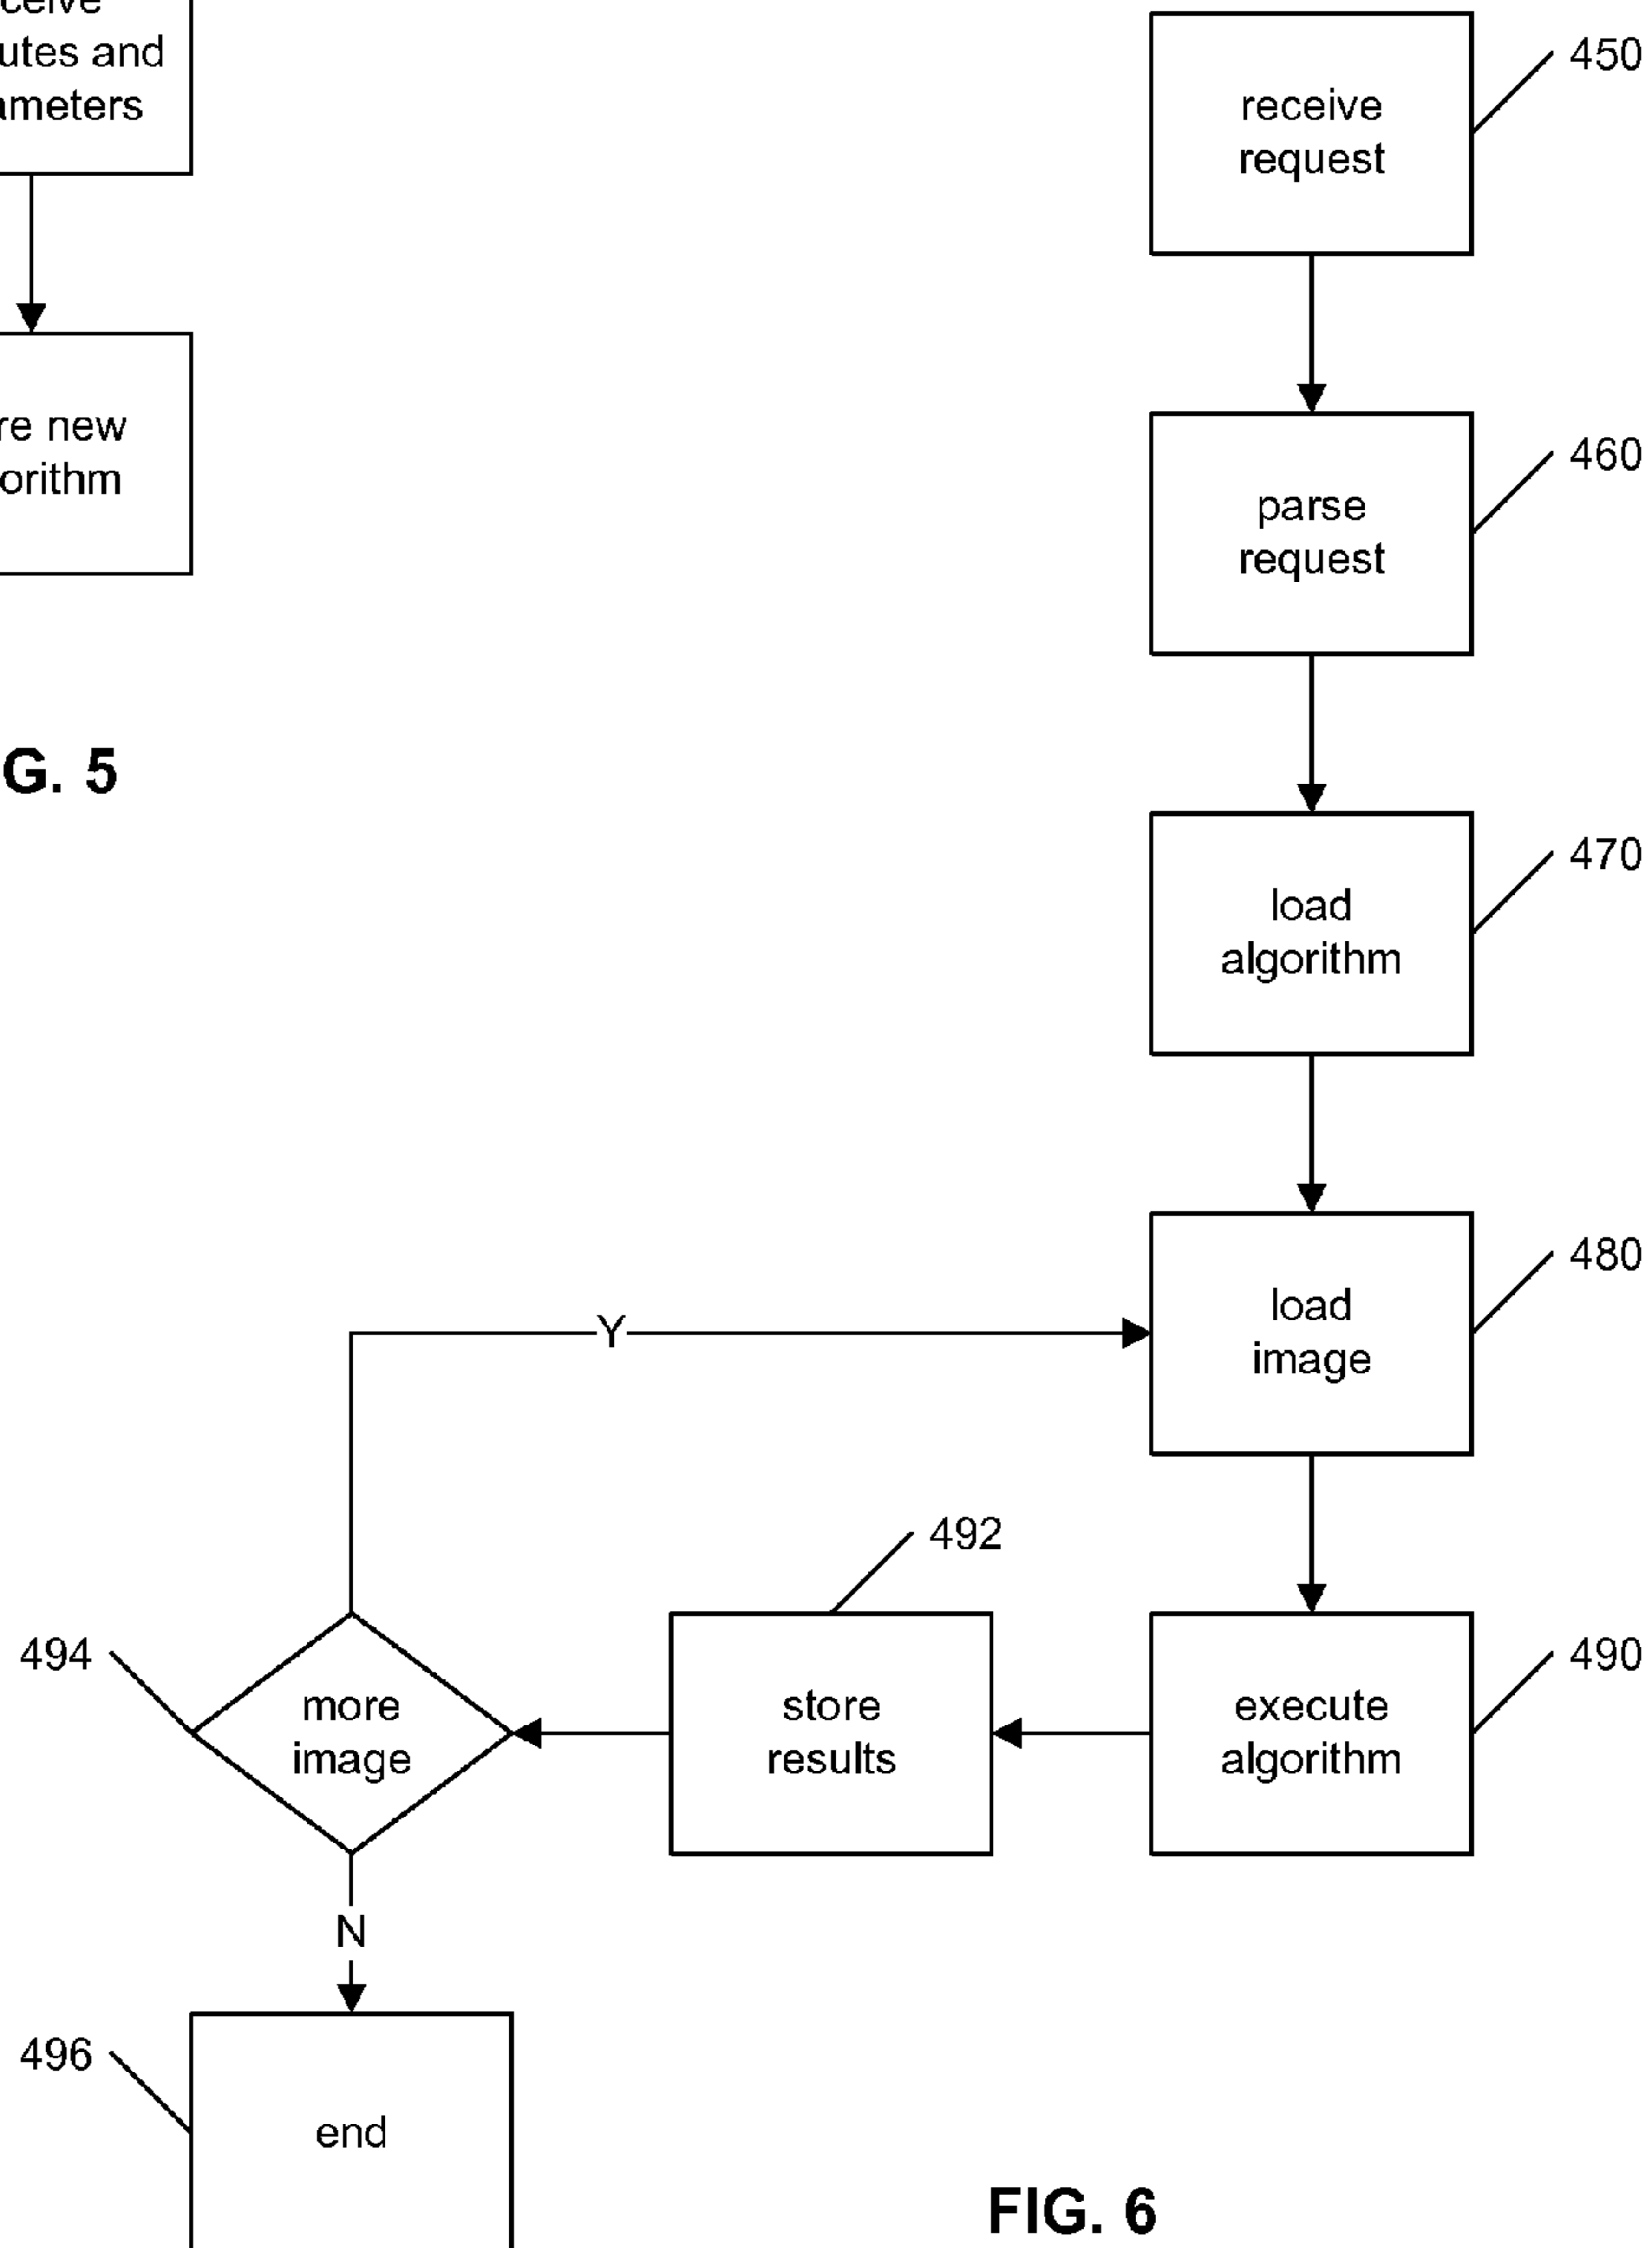 utes and
ameters
re new
orithm
G. 5
receive
request
450
parse
request
460
load
algorithm
470
load
image
480
Y
492
494
more
image
store
results
execute
algorithm
490
N
496
end
FIG. 6